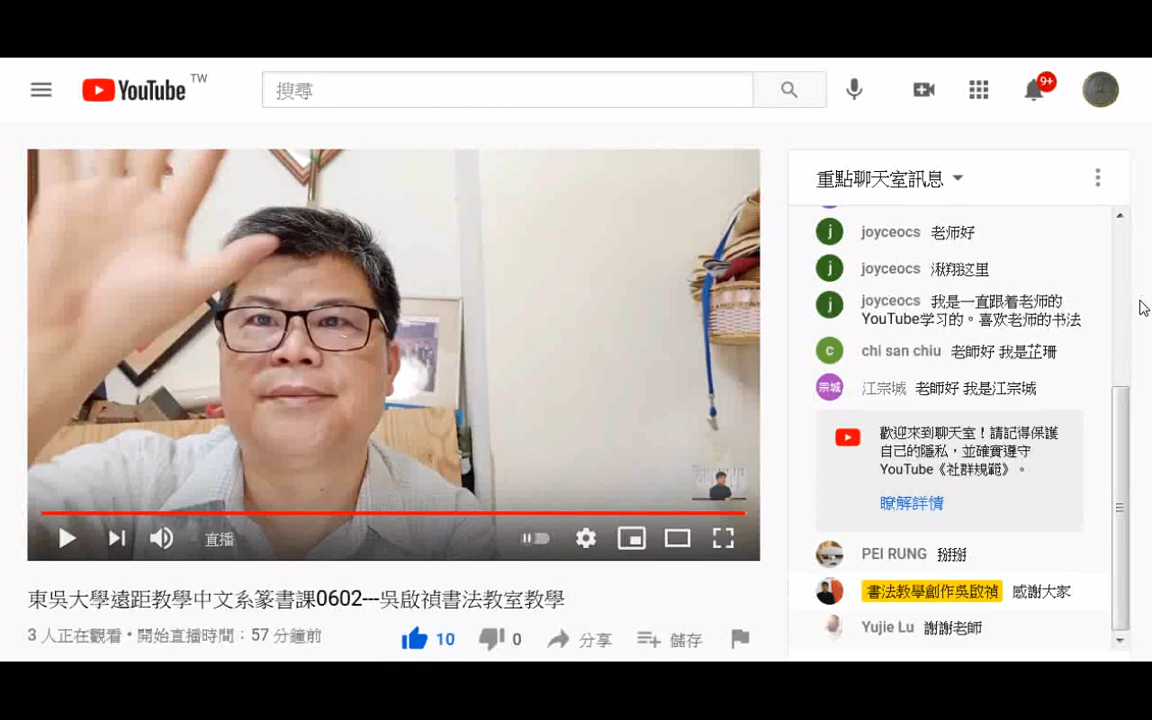 YouTube TW
搜尋
9+
直播
東吳大學遠距教學中文系篆書課0602---吳啟禎書法教室教學
3 人正在觀看 • 開始直播時間：57 分鐘前
10
0
分享
儲存
重點聊天室訊息
j joyceocs 老师好
j joyceocs 湫翔这里
j joyceocs 我是一直跟着老师的
YouTube学习的。喜欢老师的书法
c chi san chiu 老師好 我是芷珊
宗城 江宗城 老師好 我是江宗城
歡迎來到聊天室！請記得保護
自己的隱私，並確實遵守
YouTube《社群規範》。
瞭解詳情
PEI RUNG 掰掰
書法教學創作吳啟禎 感謝大家
Yujie Lu 謝謝老師